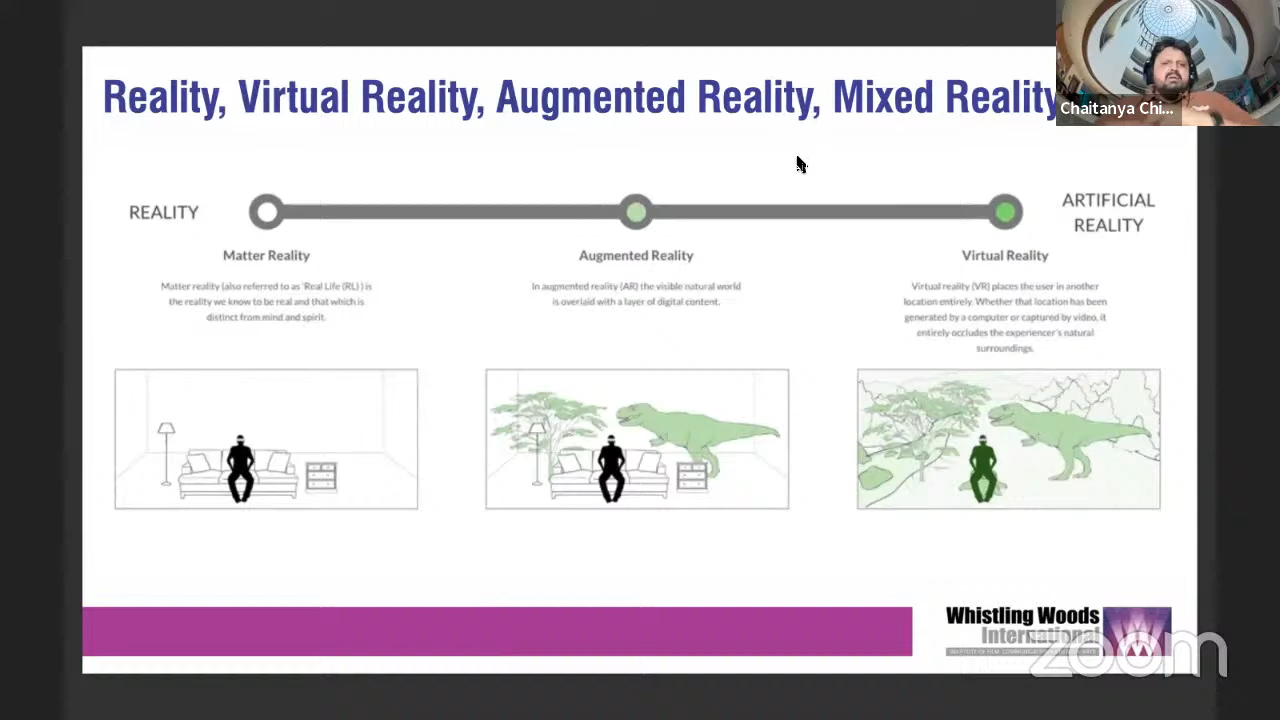 Reality, Virtual Reality, Augmented Reality, Mixed Reality
Chaitanya Chi...
REALITY
ARTIFICIAL
REALITY
Matter Reality
Matter reality (also referred to as 'Real Life (RL) ) is
the reality we know to be real and that which is
distinct from mind and spirit.
Augmented Reality
In augmented reality (AR) the visible natural world
is overlaid with a layer of digital content.
Virtual Reality
Virtual reality (VR) places the user in another
location entirely. Whether that location has been
generated by a computer or captured by video, it
entirely occludes the experiencer's natural
surroundings.
Whistling Woods
International
zoom